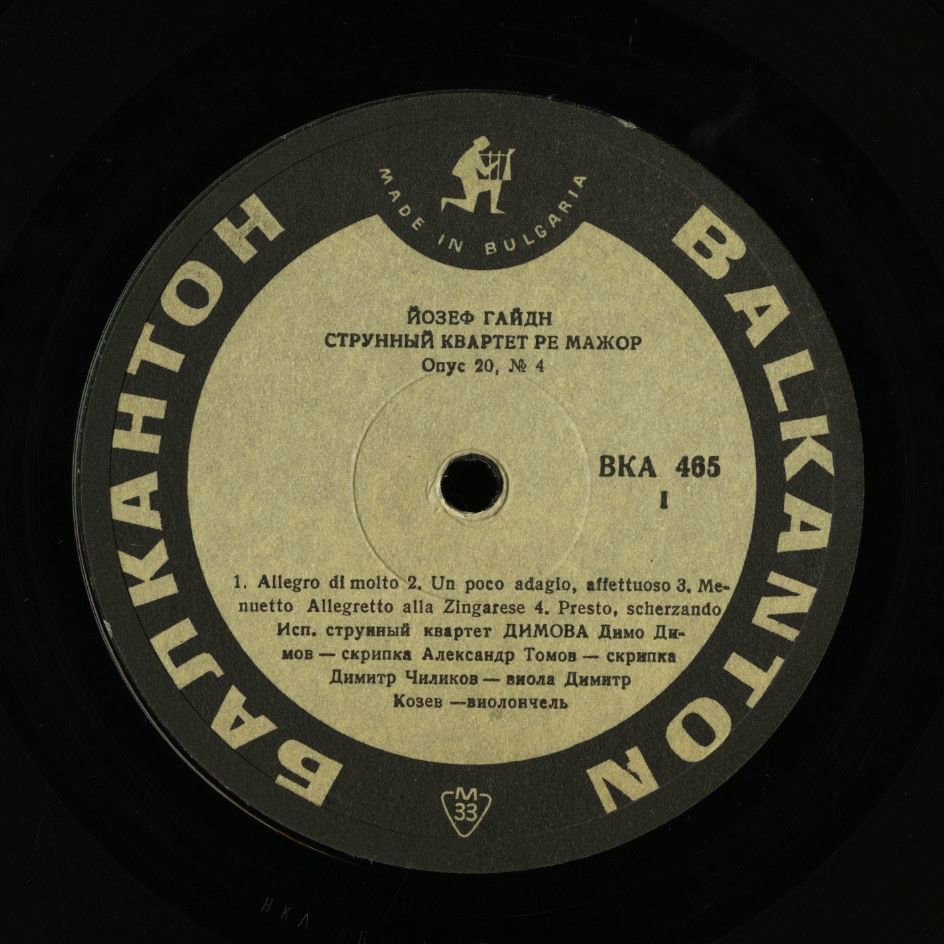 MADE IN BULGARIA
БАЛКАНТОН
BALKANTON
ЙОЗЕФ ГАЙДН
СТРУННЫЙ КВАРТЕТ РЕ МАЖОР
Опус 20, № 4
ВКА 465
I
1. Allegro di molto 2. Un poco adagio, affettuoso 3. Me-
nuetto Allegretto alla Zingarese 4. Presto, scherzando
Исп. струнный квартет ДИМОВА Димо Ди-
мов — скрипка Александр Томов — скрипка
Димитр Чиликов — виола Димитр
Козев —виолончель
М
33
ВКА